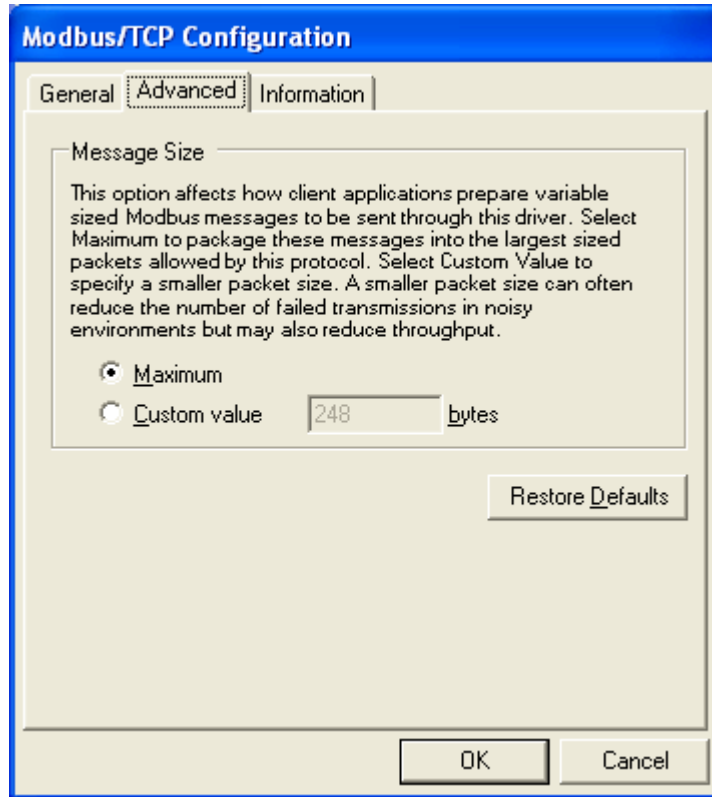 Modbus/TCP Configuration
General Advanced Information
Message Size
This option affects how client applications prepare variable
sized Modbus messages to be sent through this driver. Select
Maximum to package these messages into the largest sized
packets allowed by this protocol. Select Custom Value to
specify a smaller packet size. A smaller packet size can often
reduce the number of failed transmissions in noisy
environments but may also reduce throughput.
Maximum
Custom value 248 bytes
Restore Defaults
OK Cancel